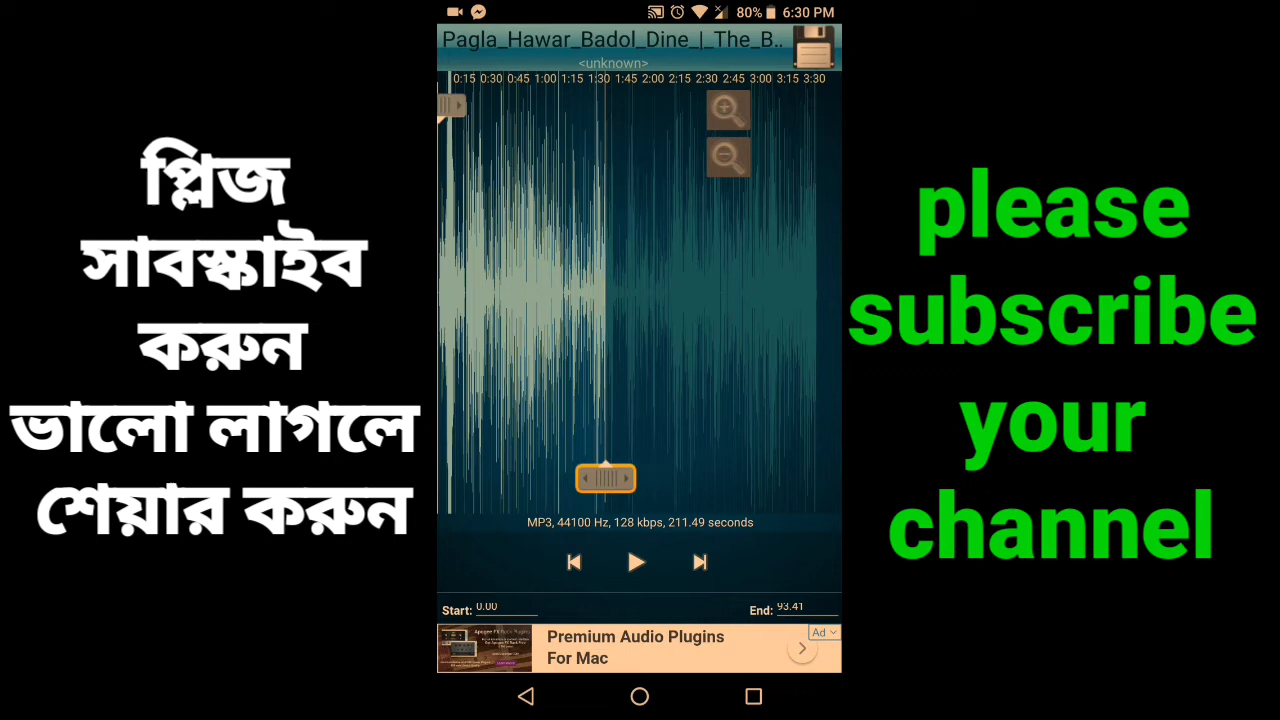 প্লিজ
সাবস্কাইব
করুন
ভালো লাগলে
শেয়ার করুন
80% 6:30 PM
Pagla_Hawar_Badol_Dine_|_The_B..
<unknown>
0:15 0:30 0:45 1:00 1:15 1:30 1:45 2:00 2:15 2:30 2:45 3:00 3:15 3:30
MP3, 44100 Hz, 128 kbps, 211.49 seconds
Start: 0.00 End: 93.41
Premium Audio Plugins
For Mac
Ad
please
subscribe
your
channel